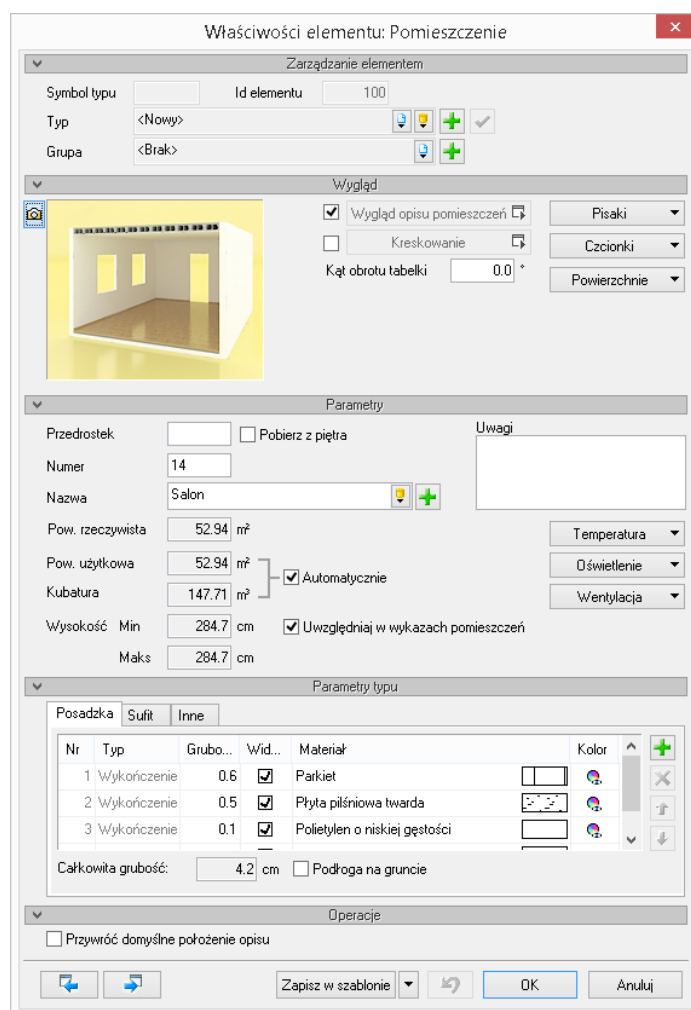 Właściwości elementu: Pomieszczenie
Zarządzanie elementem
Symbol typu Id elementu 100
Typ <Nowy>
Grupa <Brak>
Wygląd
Wygląd opisu pomieszczeń Pisaki
Kreskowanie Czcionki
Kąt obrotu tabelki 0.0 °
Powierzchnie
Parametry
Przedrostek Pobierz z piętra Uwagi
Numer 14
Nazwa Salon
Pow. rzeczywista 52.94 m² Temperatura
Pow. użytkowa 52.94 m² Oświetlenie
Automatycznie
Kubatura 147.71 m³ Wentylacja
Wysokość Min 284.7 cm Uwzględniaj w wykazach pomieszczeń
Maks 284.7 cm
Parametry typu
Posadzka Sufit Inne
Nr Typ Grubo... Wid... Materiał Kolor
1 Wykończenie 0.6 Parkiet
2 Wykończenie 0.5 Płyta pilśniowa twarda
3 Wykończenie 0.1 Polietylen o niskiej gęstości
Całkowita grubość: 4.2 cm Podłoga na gruncie
Operacje
Przywróć domyślne położenie opisu
Zapisz w szablonie OK Anuluj